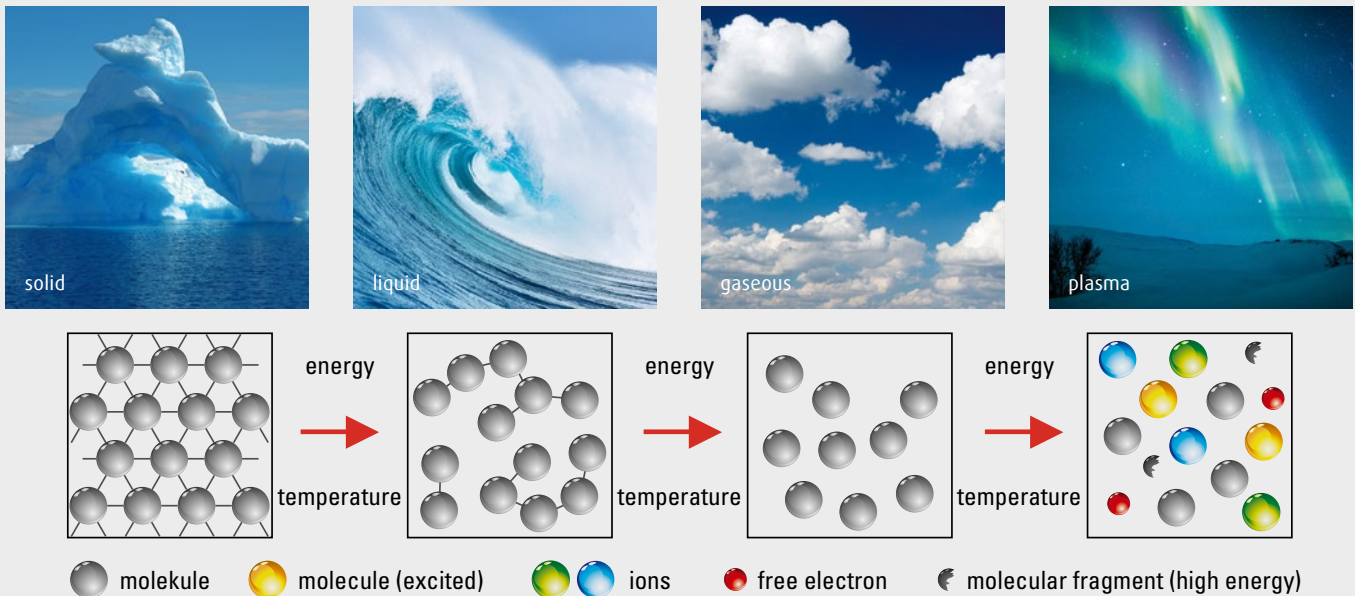 solid
liquid
gaseous
plasma
energy
energy
energy
temperature
temperature
temperature
molekule
molecule (excited)
ions
free electron
molecular fragment (high energy)